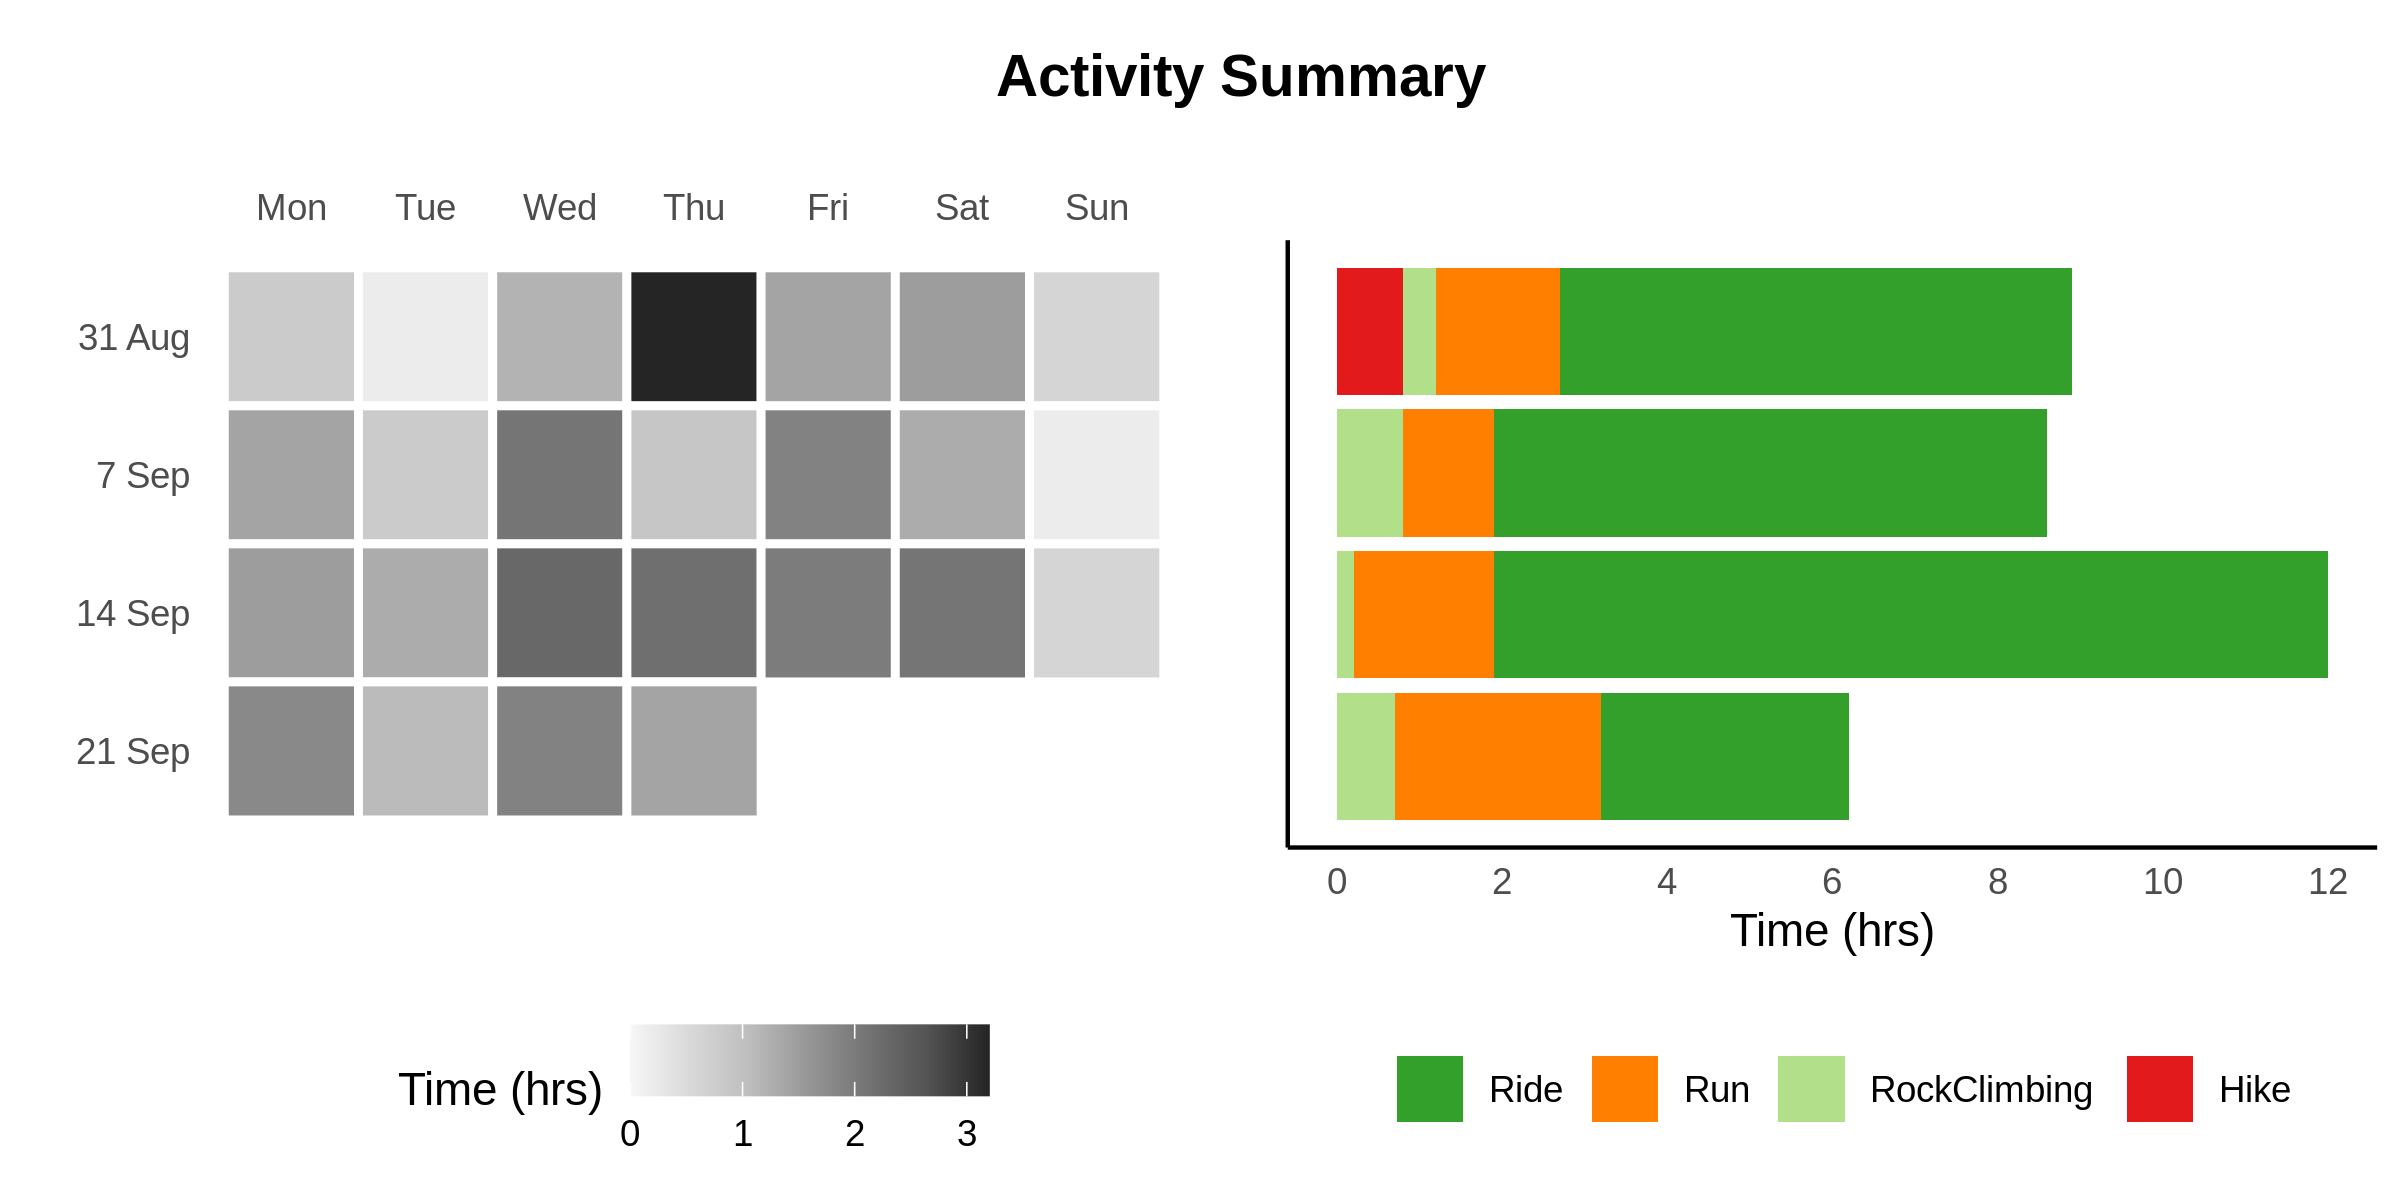 Activity Summary
Mon Tue Wed Thu Fri Sat Sun
31 Aug
7 Sep
14 Sep
21 Sep
0 2 4 6 8 10 12
Time (hrs)
Time (hrs)
0 1 2 3
Ride Run RockClimbing Hike